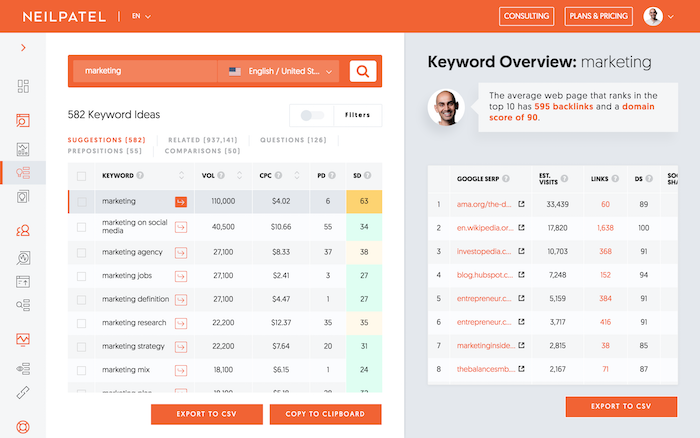 NEILPATEL
EN
CONSULTING
PLANS & PRICING
marketing
English / United St...
582 Keyword Ideas
Filters
SUGGESTIONS [582] RELATED [937,141] QUESTIONS [126]
PREPOSITIONS [55] COMPARISONS [50]
KEYWORD ? VOL ? CPC ? PD ? SD ?
marketing 110,000 $4.02 6 63
marketing on social
media 40,500 $10.66 55 34
marketing agency 27,100 $8.33 37 38
marketing jobs 27,100 $2.41 3 27
marketing definition 27,100 $4.47 1 27
marketing research 22,200 $12.37 35 35
marketing strategy 22,200 $7.64 20 31
marketing mix 18,100 $6.15 1 24
EXPORT TO CSV
COPY TO CLIPBOARD
Keyword Overview: marketing
The average web page that ranks in the
top 10 has 595 backlinks and a domain
score of 90.
GOOGLE SERP ? EST.
VISITS ? LINKS ? DS ? SOC
SHA
1 ama.org/the-d... 33,439 60 89
2 en.wikipedia.or... 17,820 1,638 100
3 investopedia.c... 10,703 368 91
4 blog.hubspot.c... 7,248 152 94
5 entrepreneur.c... 5,159 384 91
6 entrepreneur.c... 3,717 416 91
7 marketinginside... 2,815 38 85
8 thebalancesmb... 2,167 71 87
EXPORT TO CSV